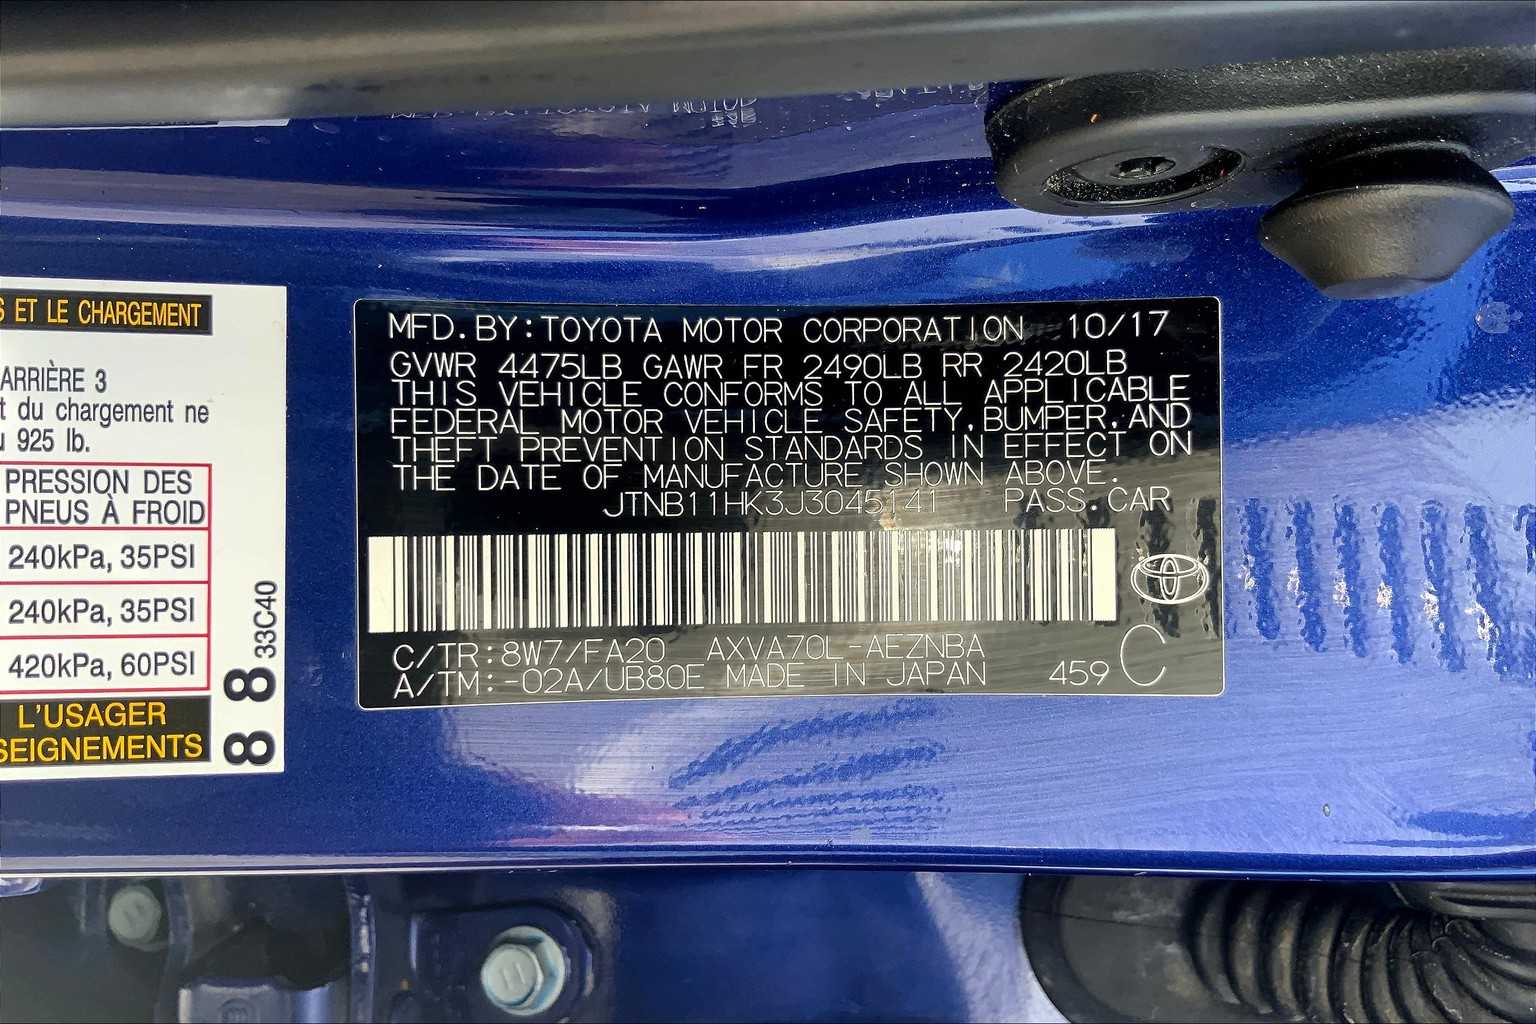 S ET LE CHARGEMENT
ARRIÈRE 3
t du chargement ne
925 lb.
PRESSION DES
PNEUS À FROID
240kPa, 35PSI
240kPa, 35PSI
420kPa, 60PSI
L'USAGER
SEIGNEMENTS
33C40
8 8
MFD.BY:TOYOTA MOTOR CORPORATION 10/17
GVWR 4475LB GAWR FR 2490LB RR 2420LB
THIS VEHICLE CONFORMS TO ALL APPLICABLE
FEDERAL MOTOR VEHICLE SAFETY,BUMPER,AND
THEFT PREVENTION STANDARDS IN EFFECT ON
THE DATE OF MANUFACTURE SHOWN ABOVE.
JTNB11HK3J3045141 PASS.CAR
C/TR:8W7/FA20 AXVA70L-AEZNBA
A/TM:-02A/UB80E MADE IN JAPAN 459 C